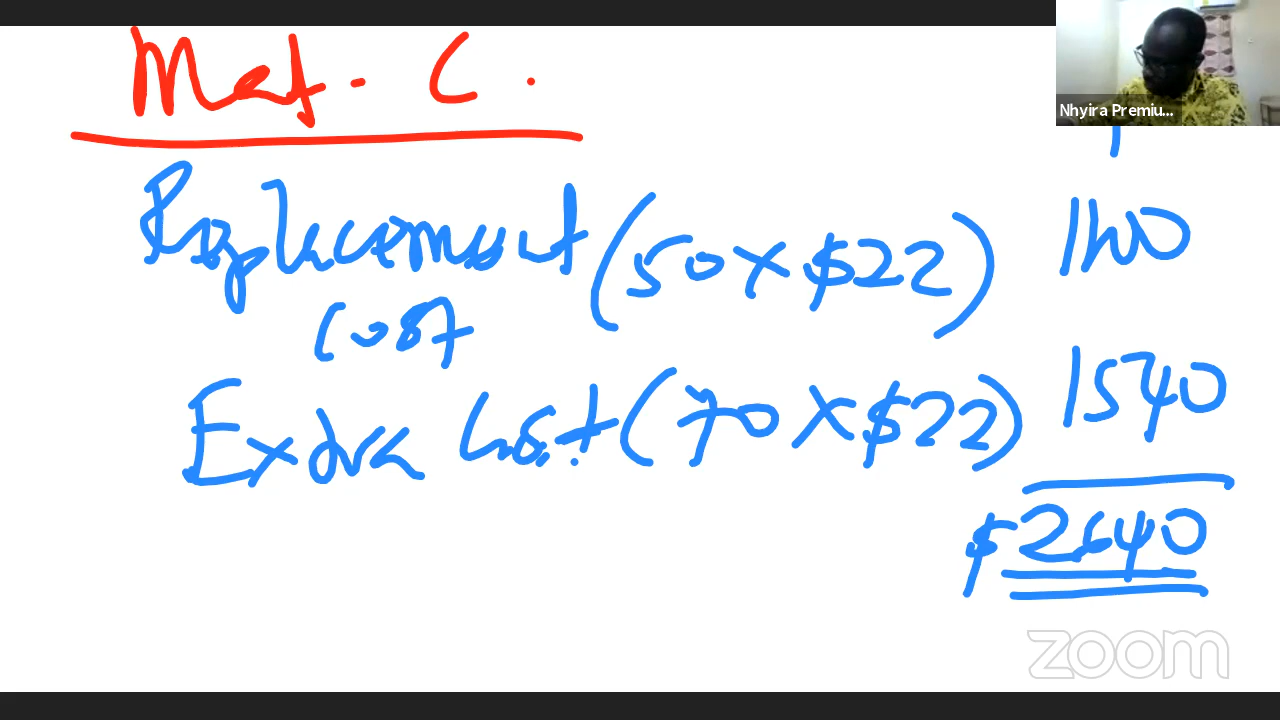 Mat. C.
Nhyira Premiu...
Replacement (50 x $22) 1100
Cost
Extra Cost (70 x $22) 1540
$2640
zoom